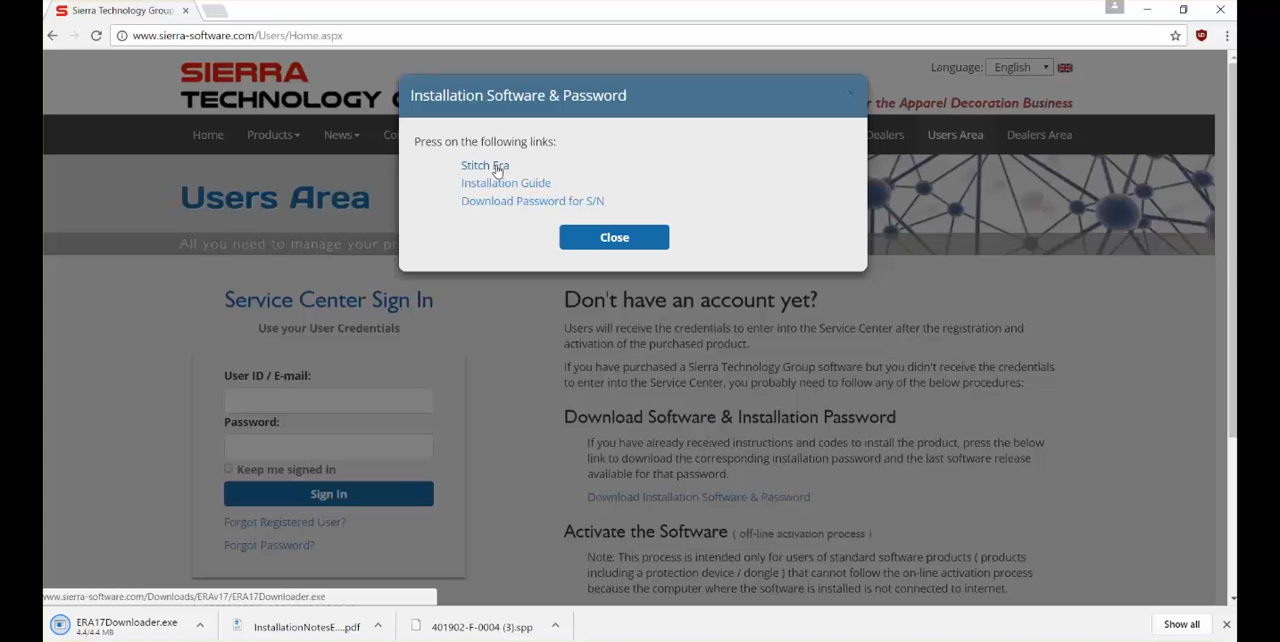 Sierra Technology Group
www.sierra-software.com/Users/Home.aspx
SIERRA
TECHNOLOGY G
Language: English
r the Apparel Decoration Business
Home Products News Co Dealers Users Area Dealers Area
Installation Software & Password
×
Press on the following links:
Stitch Era
Installation Guide
Download Password for S/N
Close
Users Area
All you need to manage your pr
Service Center Sign In
Use your User Credentials
User ID / E-mail:
Password:
Keep me signed in
Sign In
Forgot Registered User?
Forgot Password?
Don't have an account yet?
Users will receive the credentials to enter into the Service Center after the registration and
activation of the purchased product.
If you have purchased a Sierra Technology Group software but you didn't receive the credentials
to enter into the Service Center, you probably need to follow any of the below procedures:
Download Software & Installation Password
If you have already received instructions and codes to install the product, press the below
link to download the corresponding installation password and the last software release
available for that password.
Download Installation Software & Password
Activate the Software ( off-line activation process )
Note: This process is intended only for users of standard software products ( products
including a protection device / dongle ) that cannot follow the on-line activation process
because the computer where the software is installed is not connected to internet.
www.sierra-software.com/Downloads/ERAv17/ERA17Downloader.exe
ERA17Downloader.exe
4.4/4.4 MB
InstallationNotesE....pdf
401902-F-0004 (3).spp
Show all